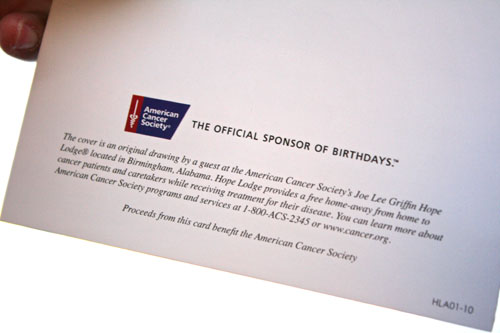 American
Cancer
Society®
THE OFFICIAL SPONSOR OF BIRTHDAYS.™
The cover is an original drawing by a guest at the American Cancer Society's Joe Lee Griffin Hope
Lodge® located in Birmingham, Alabama. Hope Lodge provides a free home-away from home to
cancer patients and caretakers while receiving treatment for their disease. You can learn more about
American Cancer Society programs and services at 1-800-ACS-2345 or www.cancer.org.
Proceeds from this card benefit the American Cancer Society
HLA01-10